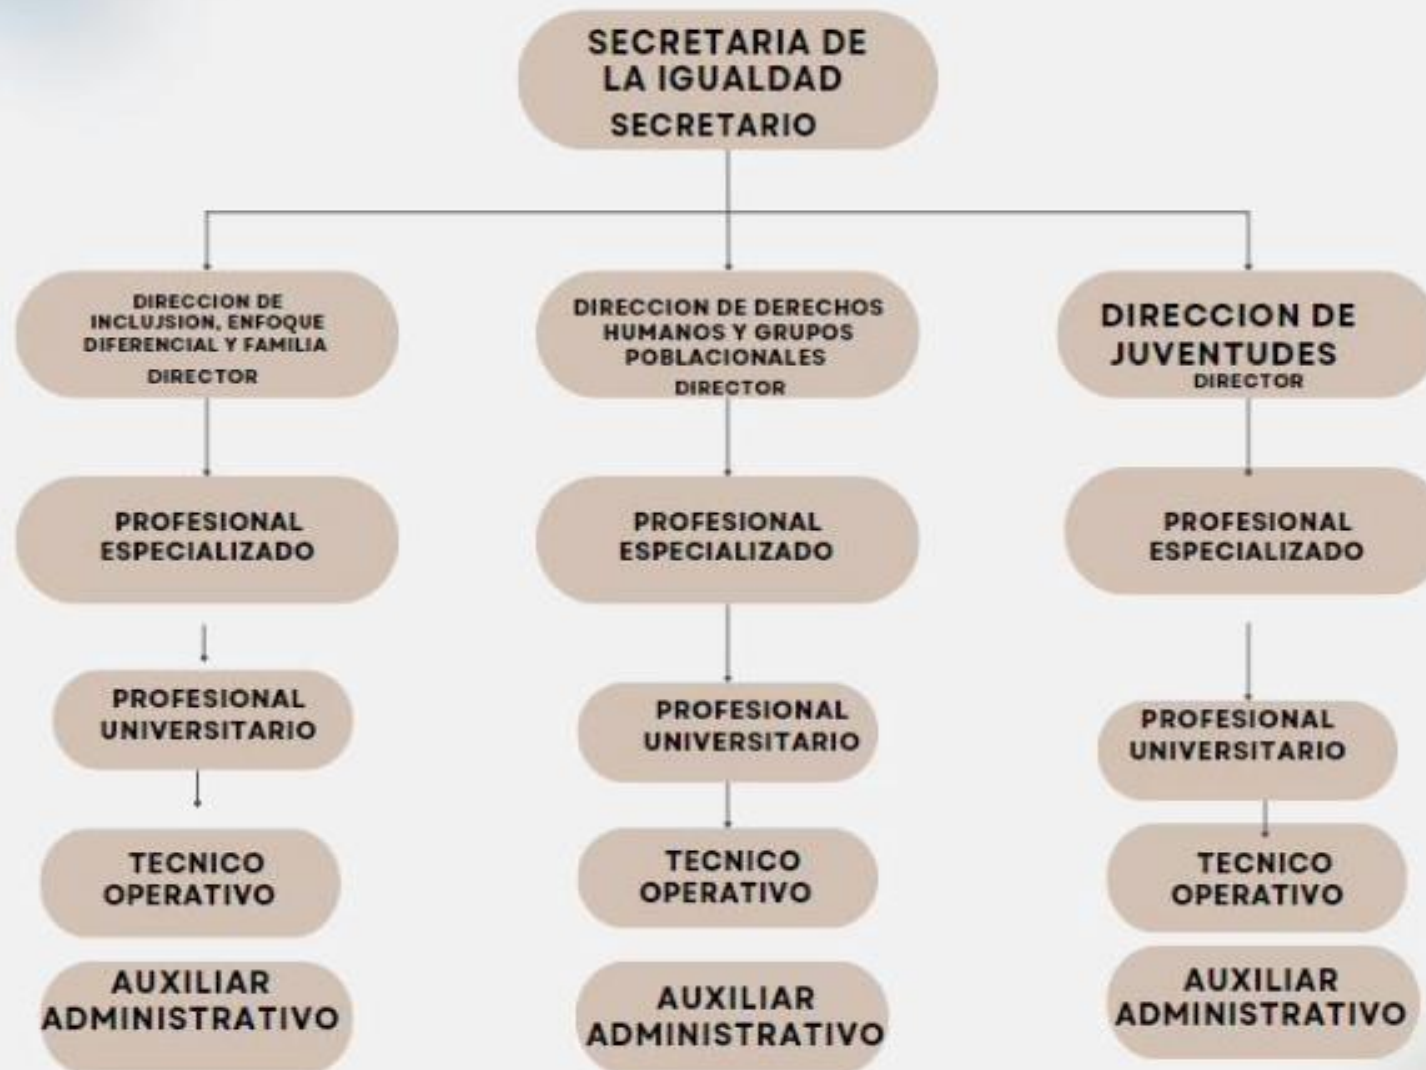 SECRETARIA DE
LA IGUALDAD
SECRETARIO
DIRECCION DE
INCLUJSION, ENFOQUE
DIFERENCIAL Y FAMILIA
DIRECTOR
DIRECCION DE DERECHOS
HUMANOS Y GRUPOS
POBLACIONALES
DIRECTOR
DIRECCION DE
JUVENTUDES
DIRECTOR
PROFESIONAL
ESPECIALIZADO
PROFESIONAL
ESPECIALIZADO
PROFESIONAL
ESPECIALIZADO
PROFESIONAL
UNIVERSITARIO
PROFESIONAL
UNIVERSITARIO
PROFESIONAL
UNIVERSITARIO
TECNICO
OPERATIVO
TECNICO
OPERATIVO
TECNICO
OPERATIVO
AUXILIAR
ADMINISTRATIVO
AUXILIAR
ADMINISTRATIVO
AUXILIAR
ADMINISTRATIVO